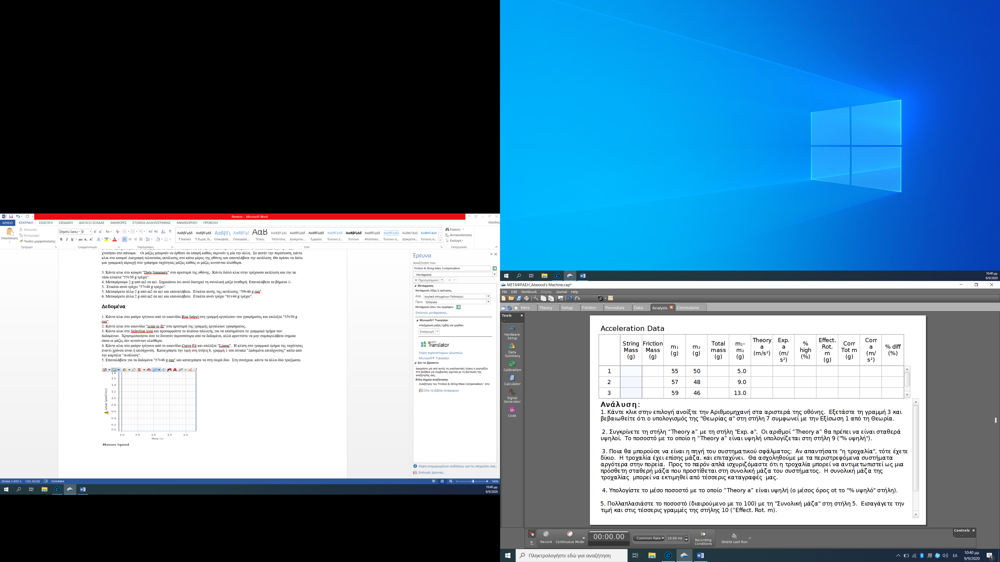 Newton - Microsoft Word
ΑΡΧΕΙΟ ΚΕΝΤΡΙΚΗ ΕΙΣΑΓΩΓΗ ΣΧΕΔΙΑΣΗ ΔΙΑΤΑΞΗ ΣΕΛΙΔΑΣ ΑΝΑΦΟΡΕΣ ΣΤΟΙΧΕΙΑ ΑΛΛΗΛΟΓΡΑΦΙΑΣ ΑΝΑΘΕΩΡΗΣΗ ΠΡΟΒΟΛΗ Είσοδος
Επικόλληση
Αποκοπή
Αντιγραφή
Πινέλο μορφοποίησης
Πρόχειρο
DejaVu Sans, 8
Γραμματοσειρά
Παράγραφος
ΑαΒβΓγΔδ ΑαΒβΓγΔδ ΑαΒβΓγ ΑαΒβΓγΔ ΑαΒ ΑαΒβΓγΔα ΑαΒβΓγΔδ ΑαΒβΓγΔδ ΑαΒβΓγΔδ ΑαΒβΓγΔδ ΑαΒβΓγΔδ ΑαΒβΓγΔδ ΑαΒβΓγΔΕ ΑαΒβΓγΔΕ
¶ Βασικό ¶ Χωρίς δι... Επικεφαλί... Επικεφαλί... Τίτλος Υπότιτλος Διακριτικ... Έμφαση Έντονη έ... Έντονο Απόσπασ... Έντονο α... Διακριτικ... Έντονη α...
Στυλ
Εύρεση
Αντικατάσταση
Επιλογή
Επεξεργασία
χτυπήσει στο πάτωμα. Οι μάζες μπορούν να έρθουν σε επαφή καθώς περνούν η μία την άλλη. Σε αυτήν την περίπτωση, κάντε
κλικ στο κουμπί Διαγραφή τελευταίας εκτέλεσης στο κάτω μέρος της οθόνης και επαναλάβετε την εκτέλεση. Θα πρέπει να δείτε
μια γραμμική περιοχή στο γράφημα ταχύτητας μάζας καθώς οι μάζες κινούνται ελεύθερα.
3. Κάντε κλικ στο κουμπί "Data Summary" στα αριστερά της οθόνης. Κάντε διπλό κλικ στην τρέχουσα εκτέλεση και την εκ
νέου ετικέτα "55v50 g τρέχει".
4. Μεταφέρουμε 2 g από m2 σε m1. Σημειώστε ότι αυτό διατηρεί τη συνολική μάζα σταθερή. Επαναλάβετε τα βήματα 1-
3. Ετικέτα αυτό τρέχει "57v48 g τρέχει".
5. Μεταφέρετε άλλα 2 g από m2 σε m1 και επαναλάβετε. Ετικέτα αυτής της εκτέλεσης "59v46 g run".
6. Μεταφέρετε άλλα 2 g από m2 σε m1 και επαναλάβετε. Ετικέτα αυτό τρέχει "61v44 g τρέχει".
Δεδομένα
1. Κάντε κλικ στο μαύρο τρίγωνο από το εικονίδιο Run Select στη γραμμή εργαλείων του γραφήματος και επιλέξτε "55v50 g
run".
2. Κάντε κλικ στο εικονίδιο "scale to fit" στα αριστερά της γραμμής εργαλείων γραφήματος.
3. Κάντε κλικ στο Selection icon και προσαρμόστε το πλαίσιο επιλογής για να επισημάνετε το γραμμικό τμήμα των
δεδομένων. Χρησιμοποιήστε όσο το δυνατόν περισσότερα από τα δεδομένα, αλλά φροντίστε να μην συμπεριλάβετε σημεία
όπου οι μάζες δεν κινούνταν ελεύθερα.
4. Κάντε κλικ στο μαύρο τρίγωνο από το εικονίδιο Curve Fit και επιλέξτε "Linear". Η κλίση στο γραμμικό τμήμα της ταχύτητας
έναντι χρόνου είναι η επιτάχυνση. Καταγράψτε την τιμή στη στήλη 8, γραμμή 1 του πίνακα "Δεδομένα επιτάχυνσης" κάτω από
την καρτέλα "Ανάλυση".
5. Επαναλάβετε για τα δεδομένα "57v48 g run" και καταγράψτε τα στη σειρά δύο. Στη συνέχεια, κάντε τα άλλα δύο τρεξίματα.
.
1.8
1.6
1.4
1.2
1.0
0.8
0.6
0.4
0.2
0.0
Linear Speed (m/s)
0.0 0.5 1.0 1.5 2.0
Time (s)
Masses Speed
Έρευνα
Αναζήτηση του:
Friction & String Mass Compensation:
Μετάφραση
Προηγούμενο
Μετάφραση
Μετάφραση λέξης ή πρότασης.
Από Αγγλικά (Ηνωμένων Πολιτειών)
Προς Ελληνικά
Μετάφραση όλου του εγγράφου.
Επιλογές μετάφρασης...
Microsoft® Translator
Αποζημίωση μάζας τριβής και χορδών:
Εισαγωγή
Microsoft® Translator
Λήψη περισσότερων γλωσσών
Microsoft® Translator
Δεν το βρίσκετε:
Δοκιμάστε μία από αυτές τις εναλλακτικές λύσεις ή ανατρέξτε
στη Βοήθεια για συμβουλές σχετικά με τη βελτίωση της
αναζήτησής σας.
Άλλα σημεία αναζήτησης
Αναζήτηση του 'Friction & String Mass Compensation:' στο:
Όλα τα βιβλία αναφορών
Λήψη ενημερωμένων εκδόσεων για τις υπηρεσίες σας...
Επιλογές έρευνας...
ΣΕΛΙΔΑ 3 ΑΠΟ 3 1252 ΛΕΞΕΙΣ ΕΛΛΗΝΙΚΑ 140%
10:40 μμ
9/9/2020
10:40 μμ
9/9/2020
ΜΕΤΑΦΡΑΣΗ_Atwood's Machine.cap*
File Edit Workbook Display Journal Help
Intro Theory Setup Friction Procedure Data Analysis Conclusions
Tools
Hardware
Setup
Data
Summary
Calibration
Calculator
Signal
Generator
Code
Acceleration Data
String Mass (g) Friction Mass (g) m₁ (g) m₂ (g) Total mass (g) m₁-m₂ (g) Theory a (m/s²) Exp. a (m/s²) % high (%) Effect. Rot. m (g) Corr Tot m (g) Corr a (m/s²) % diff (%)
1 55 50 5.0
2 57 48 9.0
3 59 46 13.0
Ανάλυση:
1. Κάντε κλικ στην επιλογή ανοίξτε την Αριθμομηχανή στα αριστερά της οθόνης. Εξετάστε τη γραμμή 3 και
βεβαιωθείτε ότι ο υπολογισμός της "Θεωρίας α" στη στήλη 7 συμφωνεί με την Εξίσωση 1 από τη Θεωρία.
2. Συγκρίνετε τη στήλη “Theory a” με τη στήλη "Exp. a". Οι αριθμοί “Theory a” θα πρέπει να είναι σταθερά
υψηλοί. Το ποσοστό με το οποίο η “Theory a” είναι υψηλή υπολογίζεται στη στήλη 9 ("% υψηλή").
3. Ποια θα μπορούσε να είναι η πηγή του συστηματικού σφάλματος; Αν απαντήσατε "η τροχαλία", τότε έχετε
δίκιο. Η τροχαλία έχει επίσης μάζα, και επιταχύνει. Θα ασχοληθούμε με τα περιστρεφόμενα συστήματα
αργότερα στην πορεία. Προς το παρόν απλά ισχυριζόμαστε ότι η τροχαλία μπορεί να αντιμετωπιστεί ως μια
πρόσθετη σταθερή μάζα που προστίθεται στη συνολική μάζα του συστήματος. Η συνολική μάζα της
τροχαλίας μπορεί να εκτιμηθεί από τέσσερις καταγραφές μας.
4. Υπολογίστε το μέσο ποσοστό με το οποίο “Theory a” είναι υψηλή (ο μέσος όρος ot το "% υψηλό" στήλη).
5. Πολλαπλασιάστε το ποσοστό (διαιρούμενο με το 100) με τη "Συνολική μάζα" στη στήλη 5. Εισαγάγετε την
τιμή και στις τέσσερις γραμμές της στήλης 10 (“Effect. Rot. m).
Controls
Record
Continuous Mode
00:00.00
Common Rate 10.00 Hz
Recording
Conditions
Delete Last Run
Πληκτρολογήστε εδώ για αναζήτηση
ΕΛ
10:40 μμ
9/9/2020
1